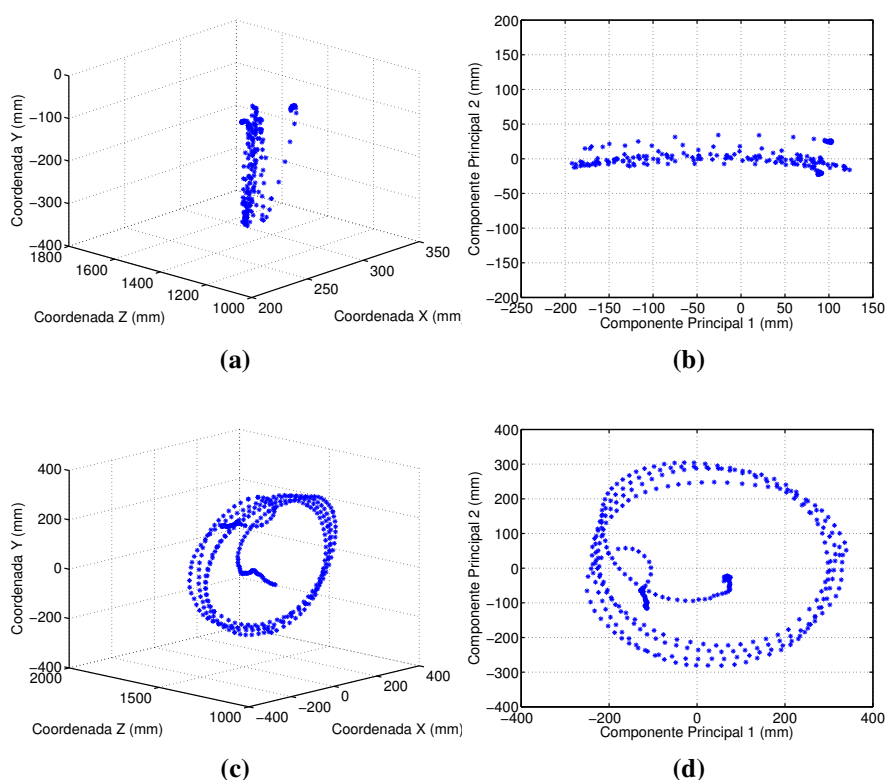 0
−100
−200
−300
−400
1800
1600
1400
1200
1000
200
250
300
350
Coordenada Y (mm)
Coordenada Z (mm)
Coordenada X (mm)
(a)
200
150
100
50
0
−50
−100
−150
−200
−250 −200 −150 −100 −50 0 50 100 150
Componente Principal 2 (mm)
Componente Principal 1 (mm)
(b)
400
200
0
−200
−400
2000
1500
1000
−400
−200
0
200
400
Coordenada Y (mm)
Coordenada Z (mm)
Coordenada X (mm)
(c)
400
300
200
100
0
−100
−200
−300
−400
−400 −200 0 200 400
Componente Principal 2 (mm)
Componente Principal 1 (mm)
(d)